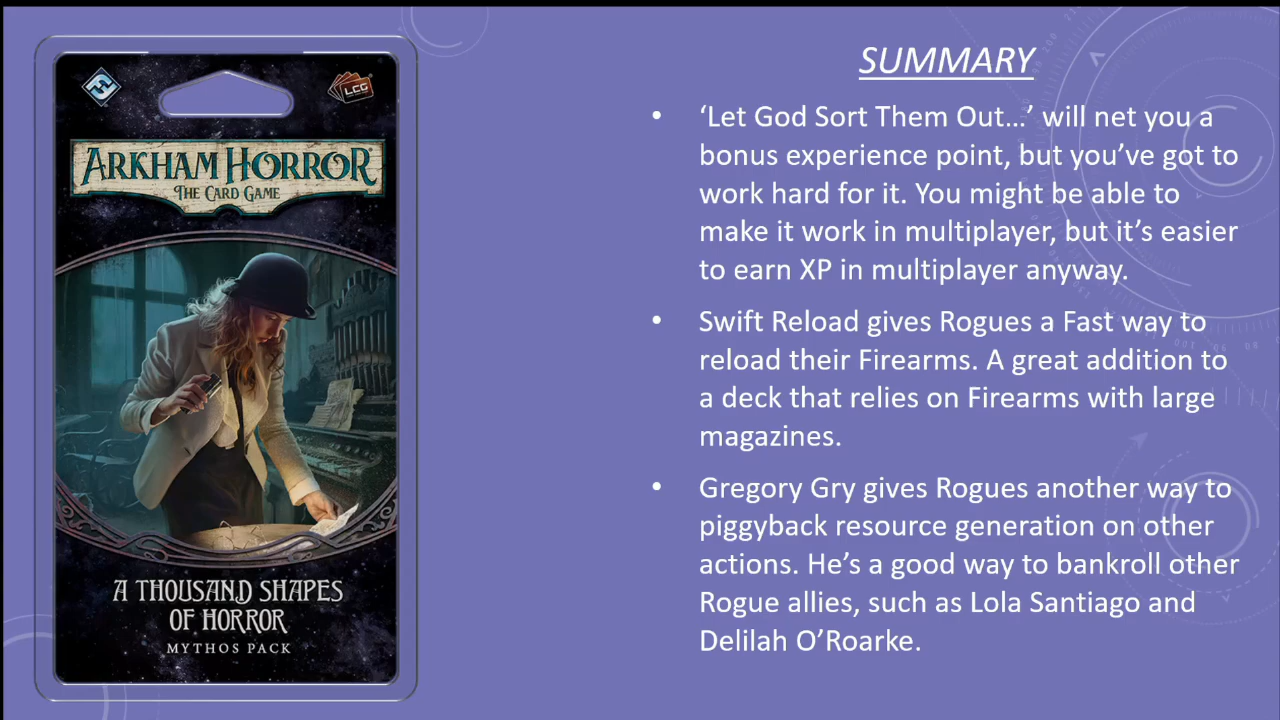 SUMMARY
• ‘Let God Sort Them Out…’ will net you a
bonus experience point, but you’ve got to
work hard for it. You might be able to
make it work in multiplayer, but it’s easier
to earn XP in multiplayer anyway.
• Swift Reload gives Rogues a Fast way to
reload their Firearms. A great addition to
a deck that relies on Firearms with large
magazines.
• Gregory Gry gives Rogues another way to
piggyback resource generation on other
actions. He’s a good way to bankroll other
Rogue allies, such as Lola Santiago and
Delilah O’Roarke.
LCG
ARKHAM HORROR
THE CARD GAME
A THOUSAND SHAPES
OF HORROR
MYTHOS PACK